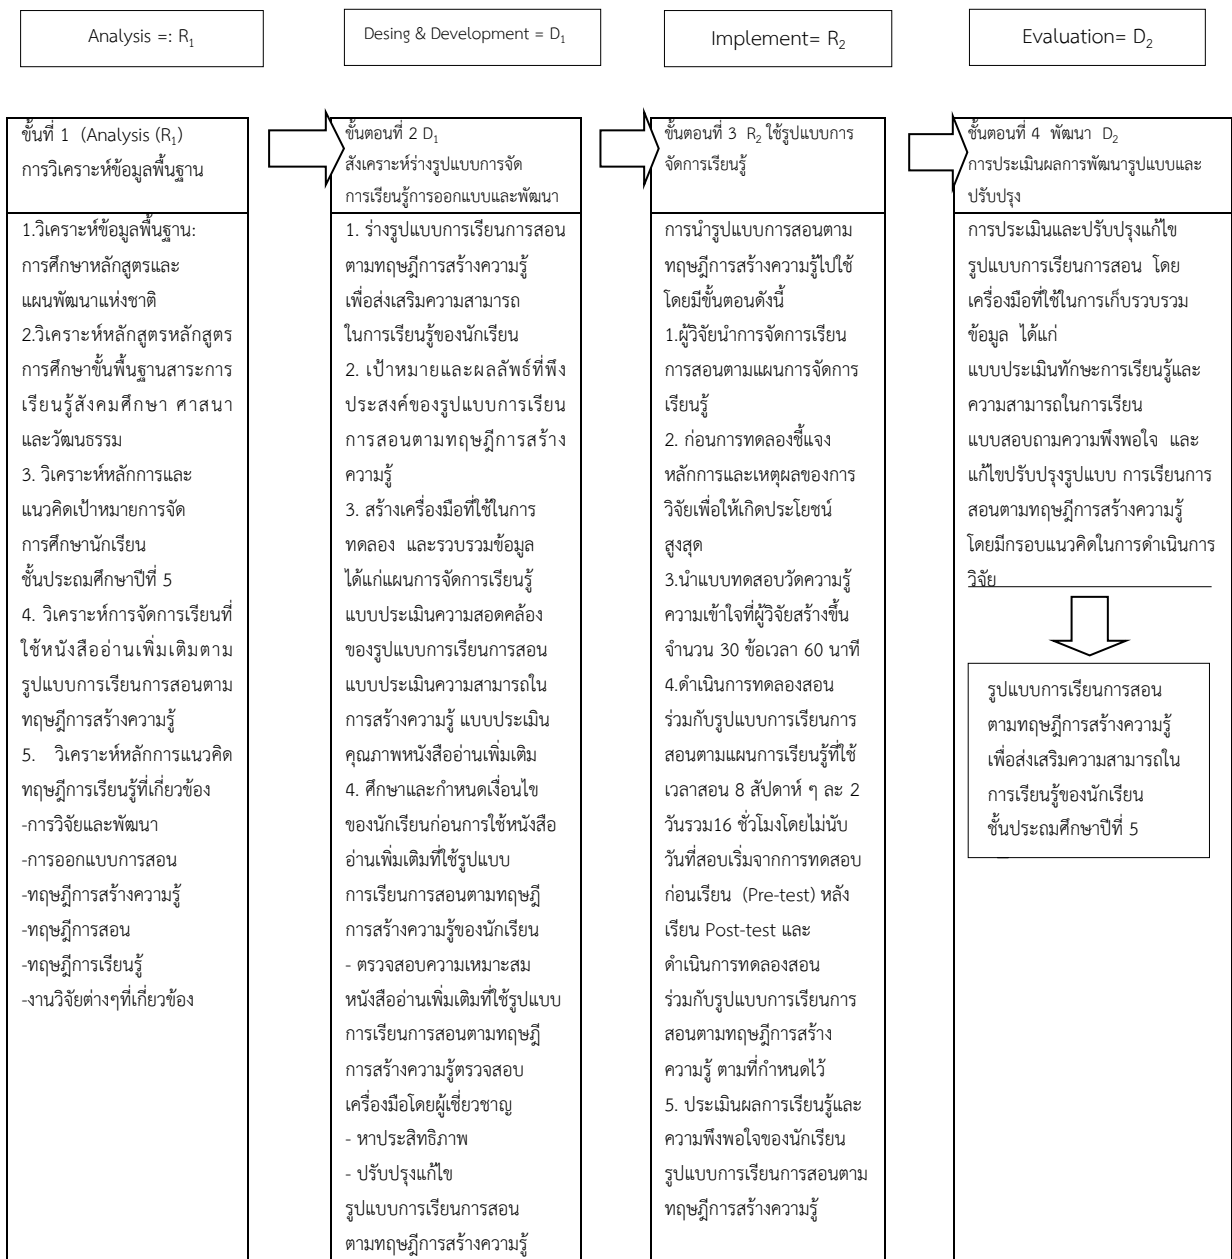 Analysis =: R1
Desing & Development = D1
Implement= R2
Evaluation= D2
ขั้นที่ 1 (Analysis (R1)
การวิเคราะห์ข้อมูลพื้นฐาน
1.วิเคราะห์ข้อมูลพื้นฐาน:
การศึกษาหลักสูตรและ
แผนพัฒนาแห่งชาติ
2.วิเคราะห์หลักสูตรหลักสูตร
การศึกษาขั้นพื้นฐานสาระการ
เรียนรู้สังคมศึกษา ศาสนา
และวัฒนธรรม
3. วิเคราะห์หลักการและ
แนวคิดเป้าหมายการจัด
การศึกษานักเรียน
ชั้นประถมศึกษาปีที่ 5
4. วิเคราะห์การจัดการเรียนที่
ใช้หนังสืออ่านเพิ่มเติมตาม
รูปแบบการเรียนการสอนตาม
ทฤษฎีการสร้างความรู้
5. วิเคราะห์หลักการแนวคิด
ทฤษฎีการเรียนรู้ที่เกี่ยวข้อง
-การวิจัยและพัฒนา
-การออกแบบการสอน
-ทฤษฎีการสร้างความรู้
-ทฤษฎีการสอน
-ทฤษฎีการเรียนรู้
-งานวิจัยต่างๆที่เกี่ยวข้อง
ขั้นตอนที่ 2 D1
สังเคราะห์ร่างรูปแบบการจัด
การเรียนรู้การออกแบบและพัฒนา
1. ร่างรูปแบบการเรียนการสอน
ตามทฤษฎีการสร้างความรู้
เพื่อส่งเสริมความสามารถ
ในการเรียนรู้ของนักเรียน
2. เป้าหมายและผลลัพธ์ที่พึง
ประสงค์ของรูปแบบการเรียน
การสอนตามทฤษฎีการสร้าง
ความรู้
3. สร้างเครื่องมือที่ใช้ในการ
ทดลอง และรวบรวมข้อมูล
ได้แก่แผนการจัดการเรียนรู้
แบบประเมินความสอดคล้อง
ของรูปแบบการเรียนการสอน
แบบประเมินความสามารถใน
การสร้างความรู้ แบบประเมิน
คุณภาพหนังสืออ่านเพิ่มเติม
4. ศึกษาและกำหนดเงื่อนไข
ของนักเรียนก่อนการใช้หนังสือ
อ่านเพิ่มเติมที่ใช้รูปแบบ
การเรียนการสอนตามทฤษฎี
การสร้างความรู้ของนักเรียน
- ตรวจสอบความเหมาะสม
หนังสืออ่านเพิ่มเติมที่ใช้รูปแบบ
การเรียนการสอนตามทฤษฎี
การสร้างความรู้ตรวจสอบ
เครื่องมือโดยผู้เชี่ยวชาญ
- หาประสิทธิภาพ
- ปรับปรุงแก้ไข
รูปแบบการเรียนการสอน
ตามทฤษฎีการสร้างความรู้
ขั้นตอนที่ 3 R2 ใช้รูปแบบการ
จัดการเรียนรู้
การนำรูปแบบการสอนตาม
ทฤษฎีการสร้างความรู้ไปใช้
โดยมีขั้นตอนดังนี้
1.ผู้วิจัยนำการจัดการเรียน
การสอนตามแผนการจัดการ
เรียนรู้
2. ก่อนการทดลองชี้แจง
หลักการและเหตุผลของการ
วิจัยเพื่อให้เกิดประโยชน์
สูงสุด
3.นำแบบทดสอบวัดความรู้
ความเข้าใจที่ผู้วิจัยสร้างขึ้น
จำนวน 30 ข้อเวลา 60 นาที
4.ดำเนินการทดลองสอน
ร่วมกับรูปแบบการเรียนการ
สอนตามแผนการเรียนรู้ที่ใช้
เวลาสอน 8 สัปดาห์ ๆ ละ 2
วันรวม16 ชั่วโมงโดยไม่นับ
วันที่สอบเริ่มจากการทดสอบ
ก่อนเรียน (Pre-test) หลัง
เรียน Post-test และ
ดำเนินการทดลองสอน
ร่วมกับรูปแบบการเรียนการ
สอนตามทฤษฎีการสร้าง
ความรู้ ตามที่กำหนดไว้
5. ประเมินผลการเรียนรู้และ
ความพึงพอใจของนักเรียน
รูปแบบการเรียนการสอนตาม
ทฤษฎีการสร้างความรู้
ขั้นตอนที่ 4 พัฒนา D2
การประเมินผลการพัฒนารูปแบบและ
ปรับปรุง
การประเมินและปรับปรุงแก้ไข
รูปแบบการเรียนการสอน โดย
เครื่องมือที่ใช้ในการเก็บรวบรวม
ข้อมูล ได้แก่
แบบประเมินทักษะการเรียนรู้และ
ความสามารถในการเรียน
แบบสอบถามความพึงพอใจ และ
แก้ไขปรับปรุงรูปแบบ การเรียนการ
สอนตามทฤษฎีการสร้างความรู้
โดยมีกรอบแนวคิดในการดำเนินการ
วิจัย
รูปแบบการเรียนการสอน
ตามทฤษฎีการสร้างความรู้
เพื่อส่งเสริมความสามารถใน
การเรียนรู้ของนักเรียน
ชั้นประถมศึกษาปีที่ 5